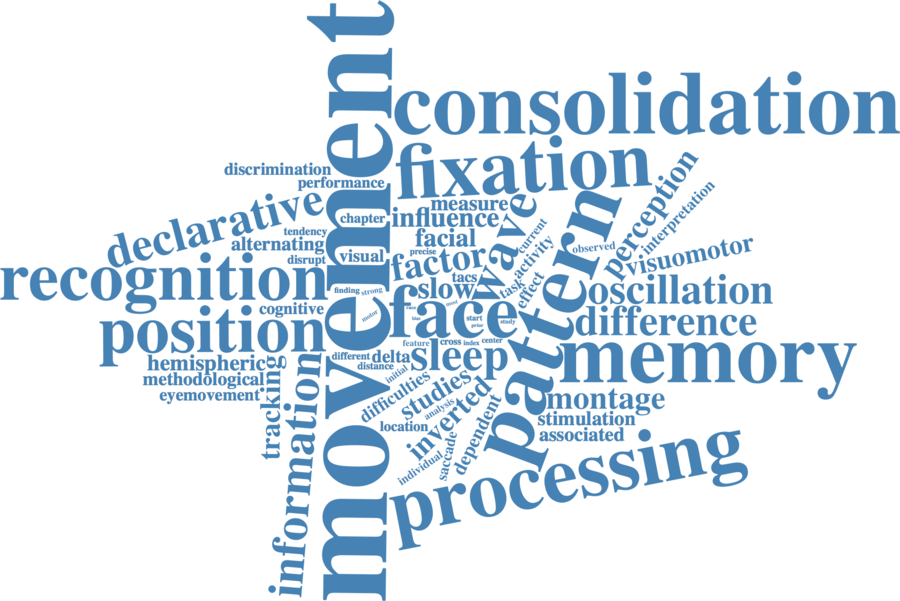 movement
consolidation
fixation
discrimination
performance
measure
declarative
chapter
influence
wave
perception
interpretation
tendency
alternating
facial
current
activity
observed
disrupt
visual
precise
factor
pattern
visuomotor
recognition
finding
strong
tacs
slow
task
effect
oscillation
cognitive
motor
face
start
prior
study
difference
position
feature
cross
index
center
hemispheric
different
delta
distance
sleep
memory
methodological
eyemovement
tracking
information
initial
difficulties
studies
analysis
location
inverted
dependent
montage
stimulation
associated
individual
saccade
processing